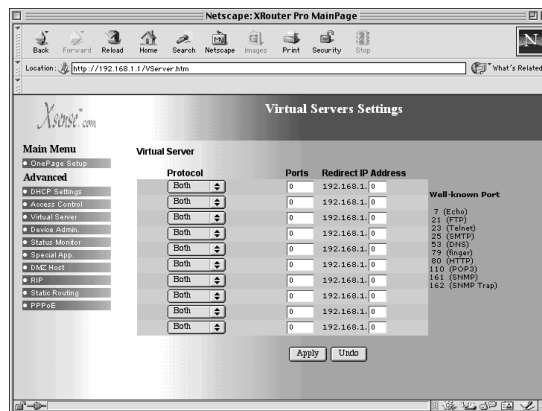 Netscape: XRouter Pro MainPage
Back Forward Reload Home Search Netscape Images Print Security Stop
Location: http://192.168.1.1/VServer.htm What's Related
Xsense.com
Virtual Servers Settings
Main Menu
OnePage Setup
Advanced
DHCP Settings
Access Control
Virtual Server
Device Admin.
Status Monitor
Special App.
DMZ Host
RIP
Static Routing
PPPoE
Virtual Server
Protocol Ports Redirect IP Address
Both 0 192.168.1. 0
Both 0 192.168.1. 0
Both 0 192.168.1. 0
Both 0 192.168.1. 0
Both 0 192.168.1. 0
Both 0 192.168.1. 0
Both 0 192.168.1. 0
Both 0 192.168.1. 0
Both 0 192.168.1. 0
Both 0 192.168.1. 0
Well-known Port
7 (Echo)
21 (FTP)
23 (Telnet)
25 (SMTP)
53 (DNS)
79 (finger)
80 (HTTP)
110 (POP3)
161 (SNMP)
162 (SNMP Trap)
Apply Undo